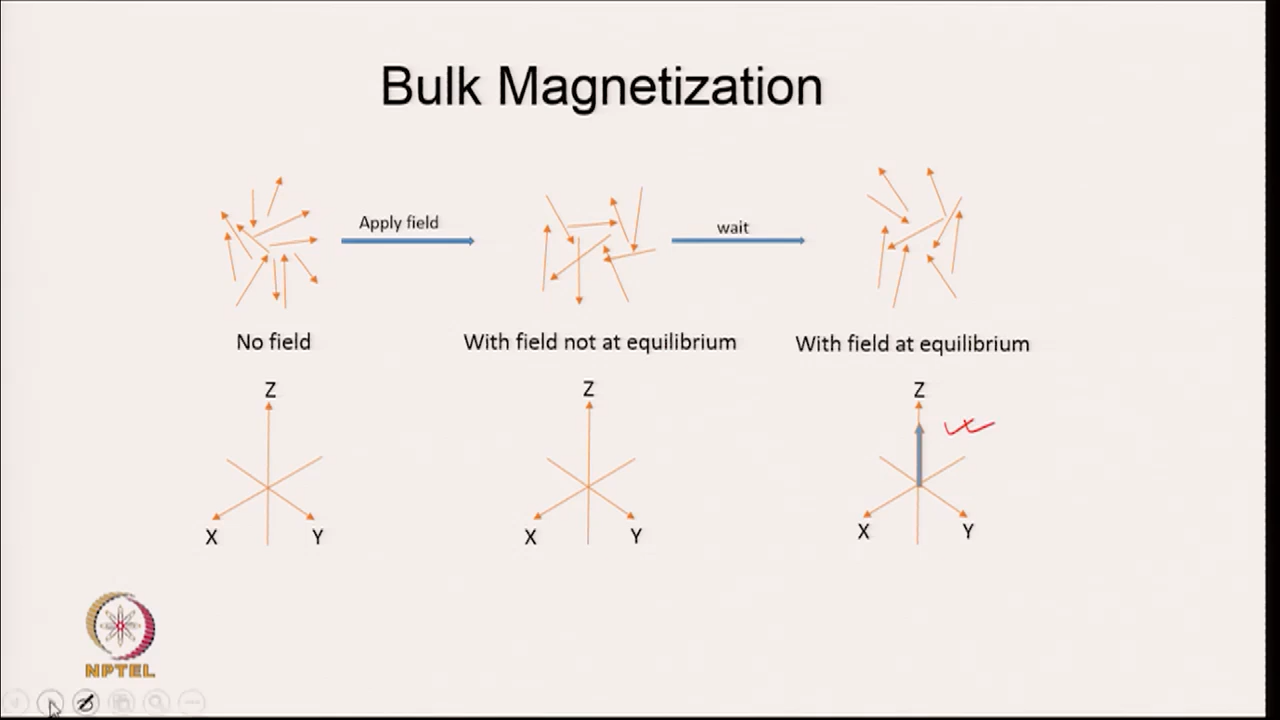 Bulk Magnetization
Apply field
wait
No field
With field not at equilibrium
With field at equilibrium
Z
Z
Z
X
Y
X
Y
X
Y
NPTEL